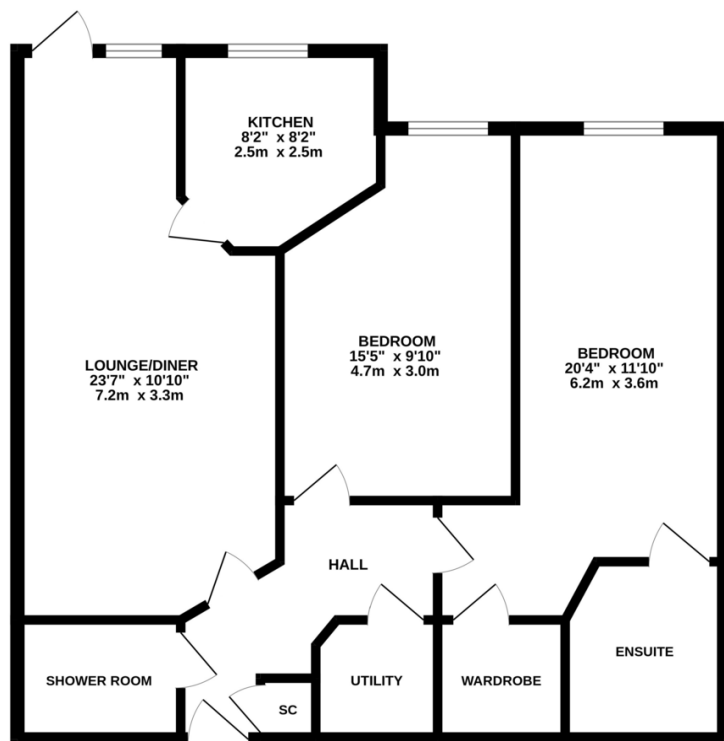 KITCHEN
8'2" x 8'2"
2.5m x 2.5m
BEDROOM
15'5" x 9'10"
4.7m x 3.0m
BEDROOM
20'4" x 11'10"
6.2m x 3.6m
LOUNGE/DINER
23'7" x 10'10"
7.2m x 3.3m
HALL
SHOWER ROOM
SC
UTILITY
WARDROBE
ENSUITE